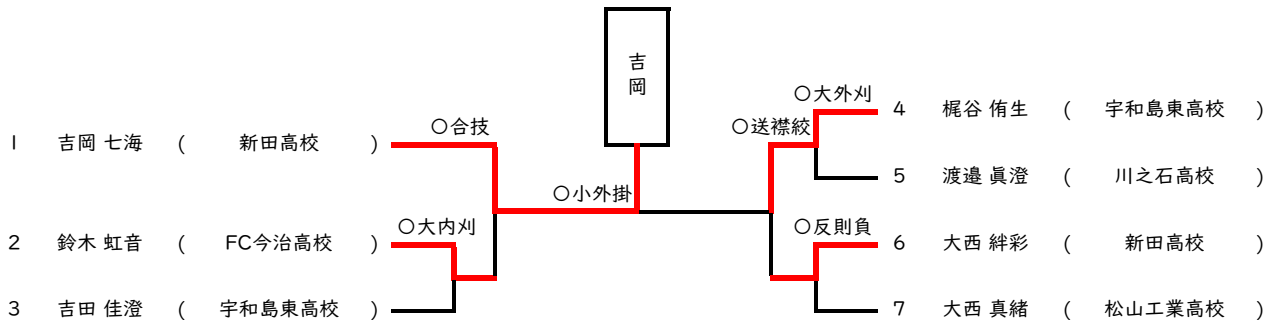 吉岡
〇大外刈
4 梶谷 侑生 ( 宇和島東高校 )
1 吉岡 七海 ( 新田高校 )
〇合技
〇送襟絞
5 渡邉 眞澄 ( 川之石高校 )
〇小外掛
〇大内刈
〇反則負
2 鈴木 虹音 ( FC今治高校 )
6 大西 絆彩 ( 新田高校 )
3 吉田 佳澄 ( 宇和島東高校 )
7 大西 真緒 ( 松山工業高校 )